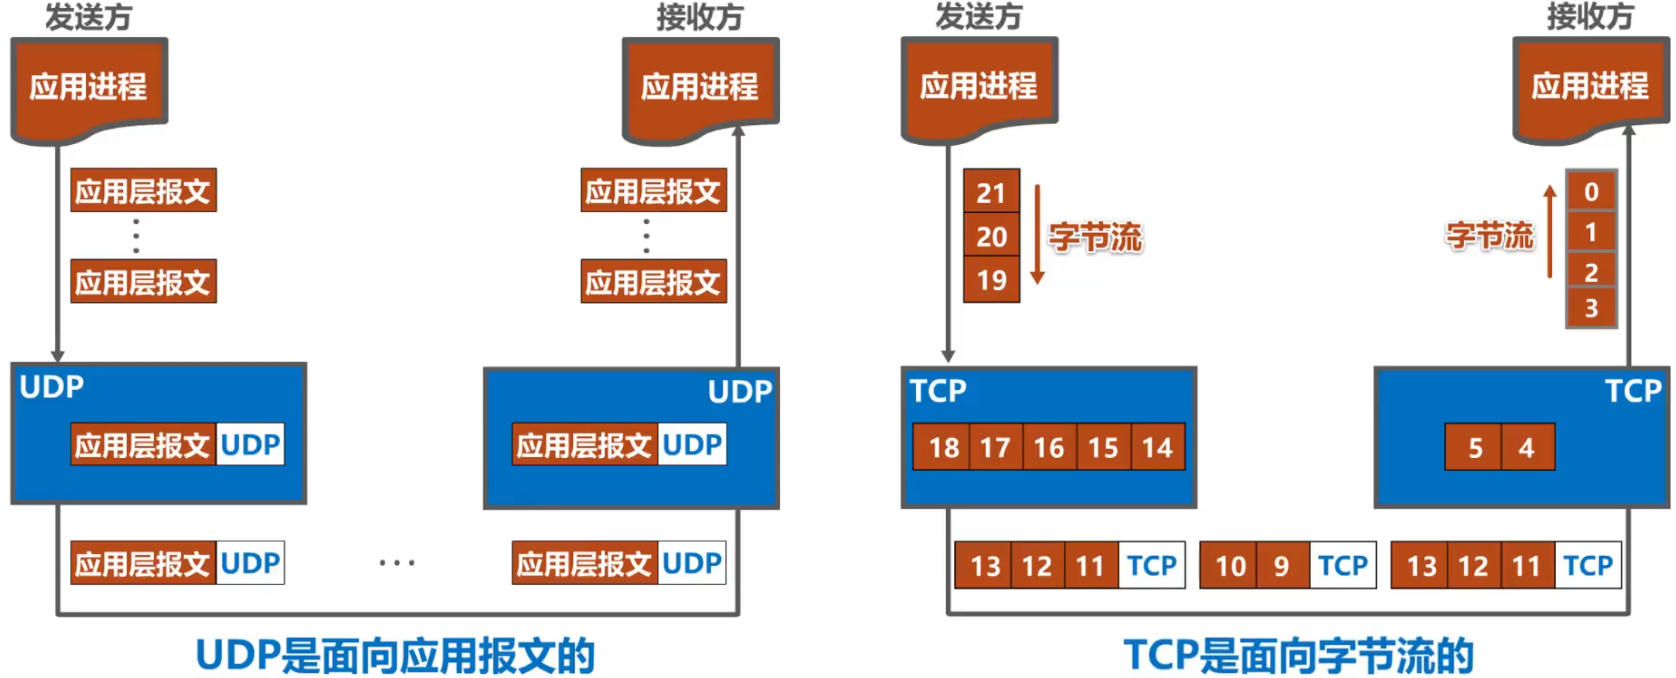 发送方
接收方
应用进程
应用进程
应用层报文
应用层报文
应用层报文
应用层报文
UDP
应用层报文 UDP
UDP
应用层报文 UDP
应用层报文 UDP
...
应用层报文 UDP
UDP是面向应用报文的
发送方
接收方
应用进程
应用进程
21
20
19
字节流
字节流
0
1
2
3
TCP
18 17 16 15 14
TCP
5 4
13 12 11 TCP
10 9 TCP
13 12 11 TCP
TCP是面向字节流的